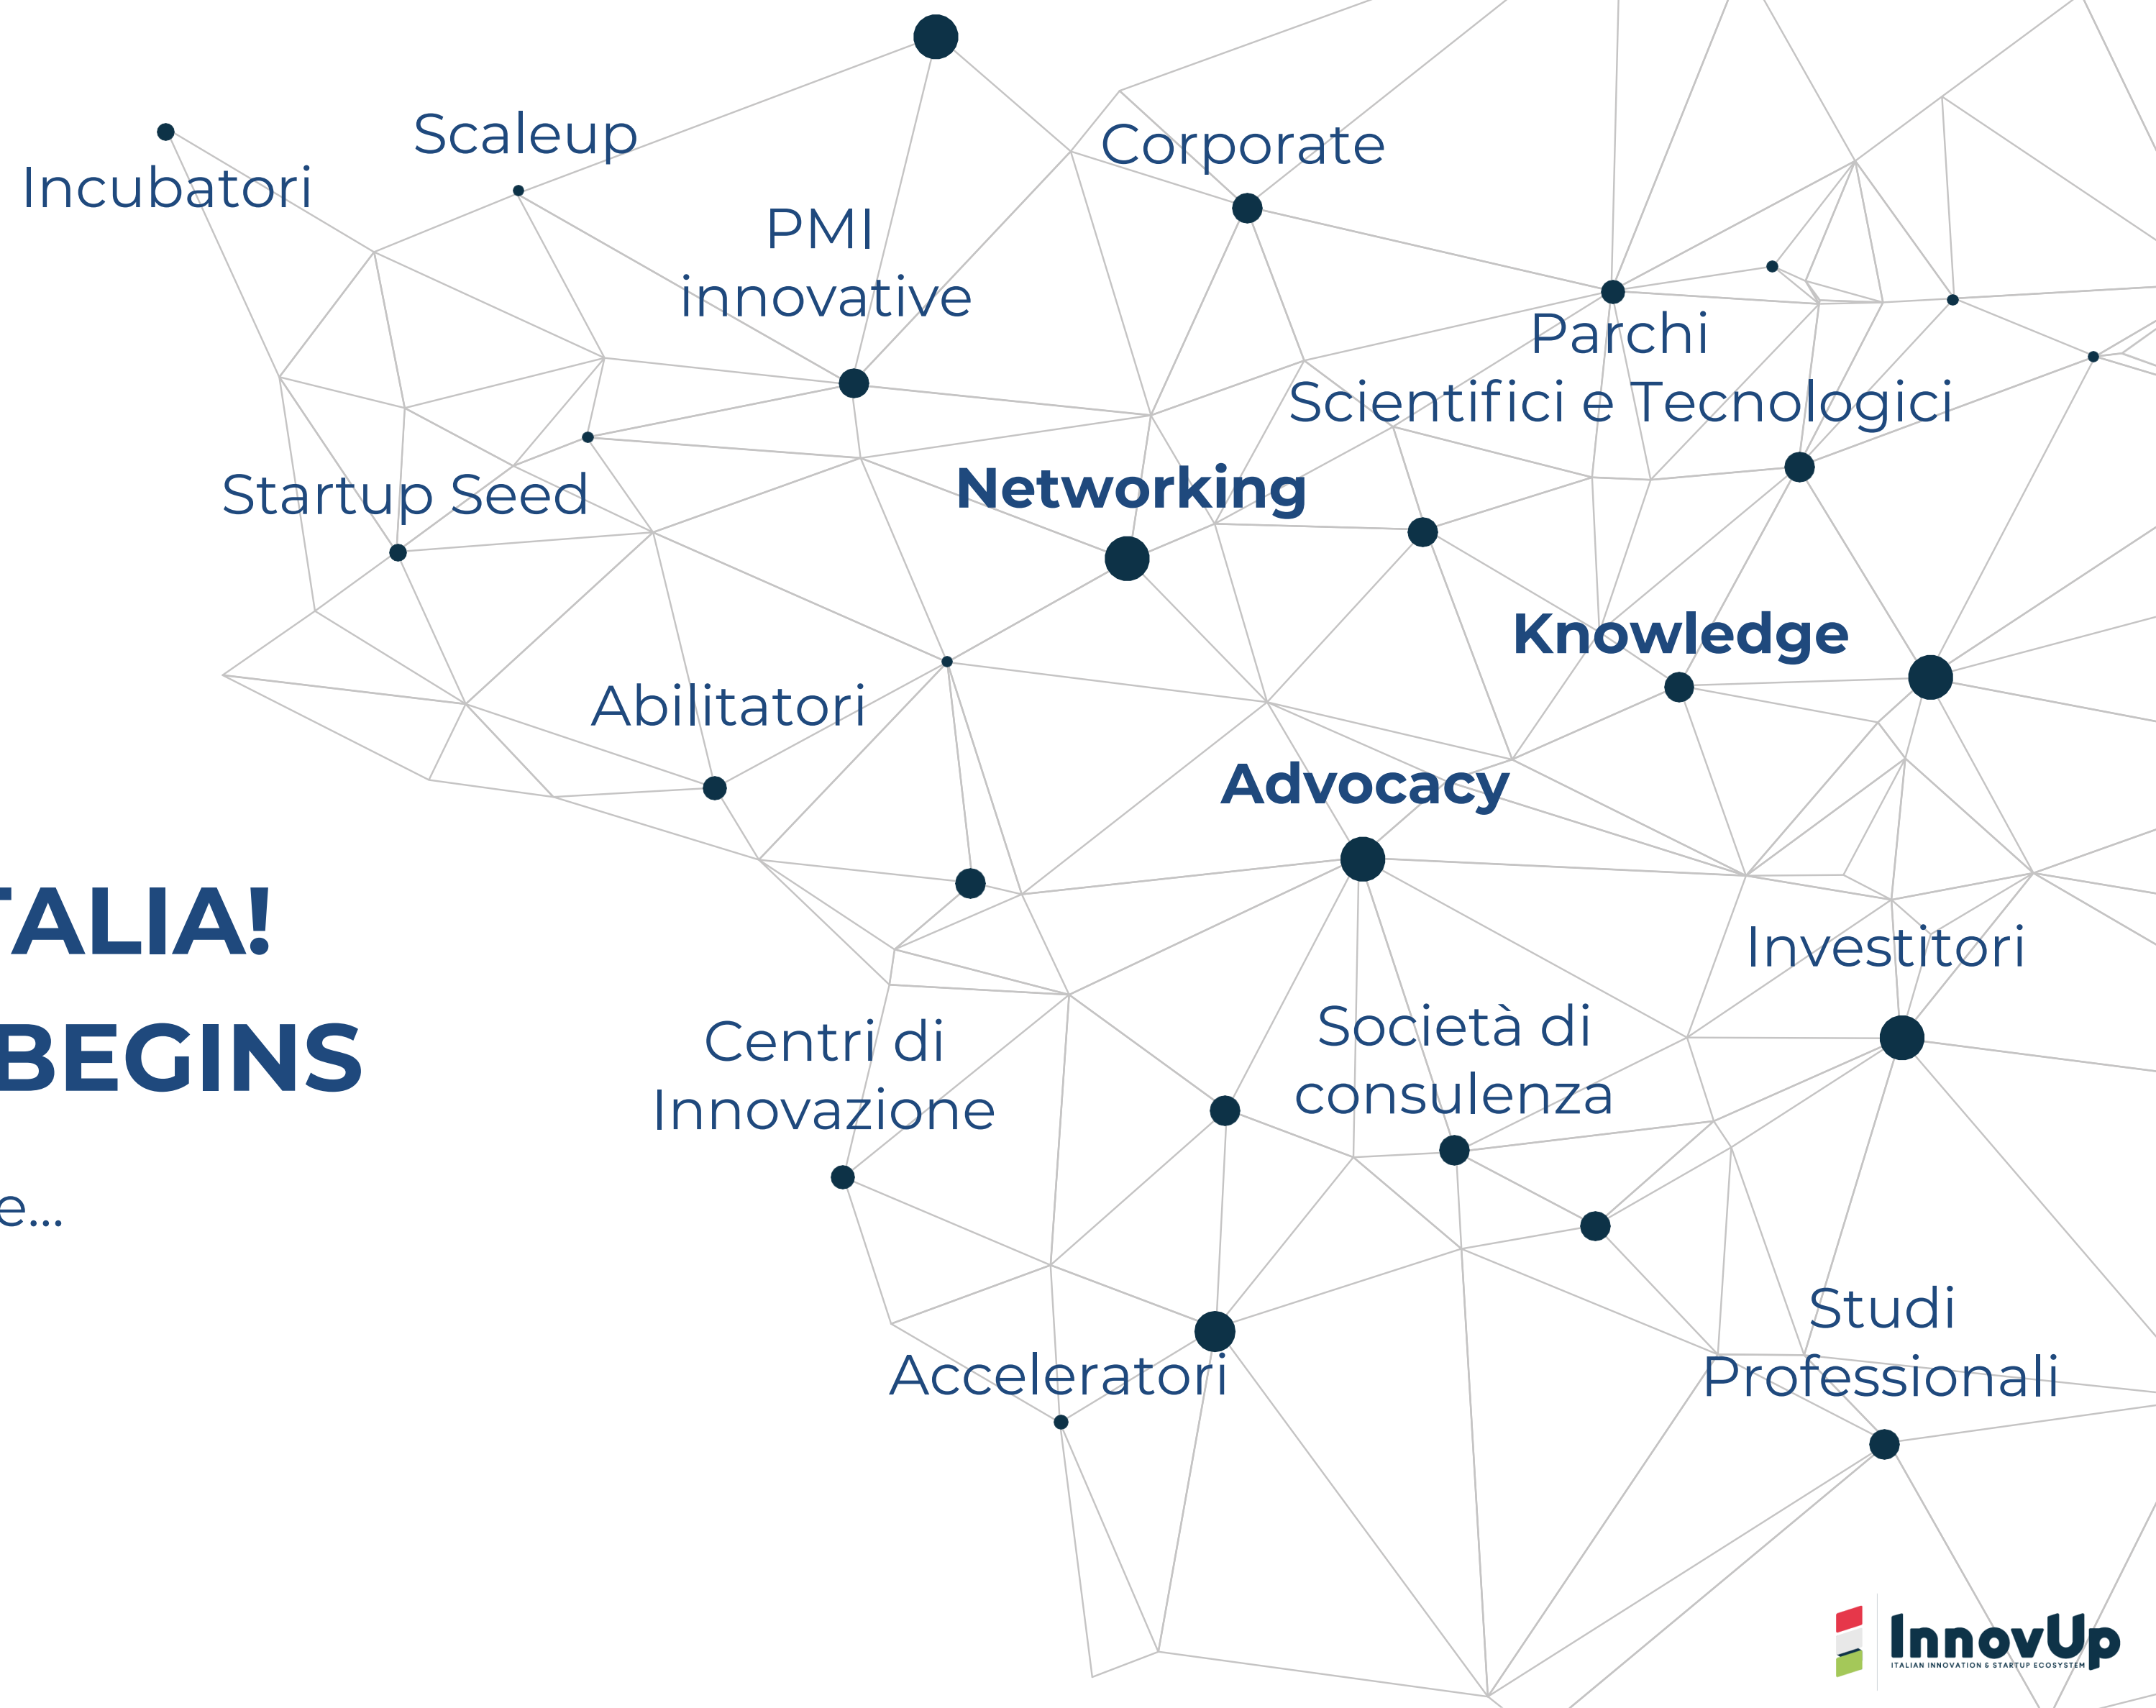 Scaleup
Corporate
Incubatori
PMI
innovative
Parchi
Scientifici e Tecnologici
Startup Seed
Networking
Knowledge
Abilitatori
Advocacy
TALIA!
Investitori
BEGINS
Centri di
Innovazione
Società di
consulenza
e...
Studi
Professionali
Acceleratori
InnovUp
ITALIAN INNOVATION & STARTUP ECOSYSTEM